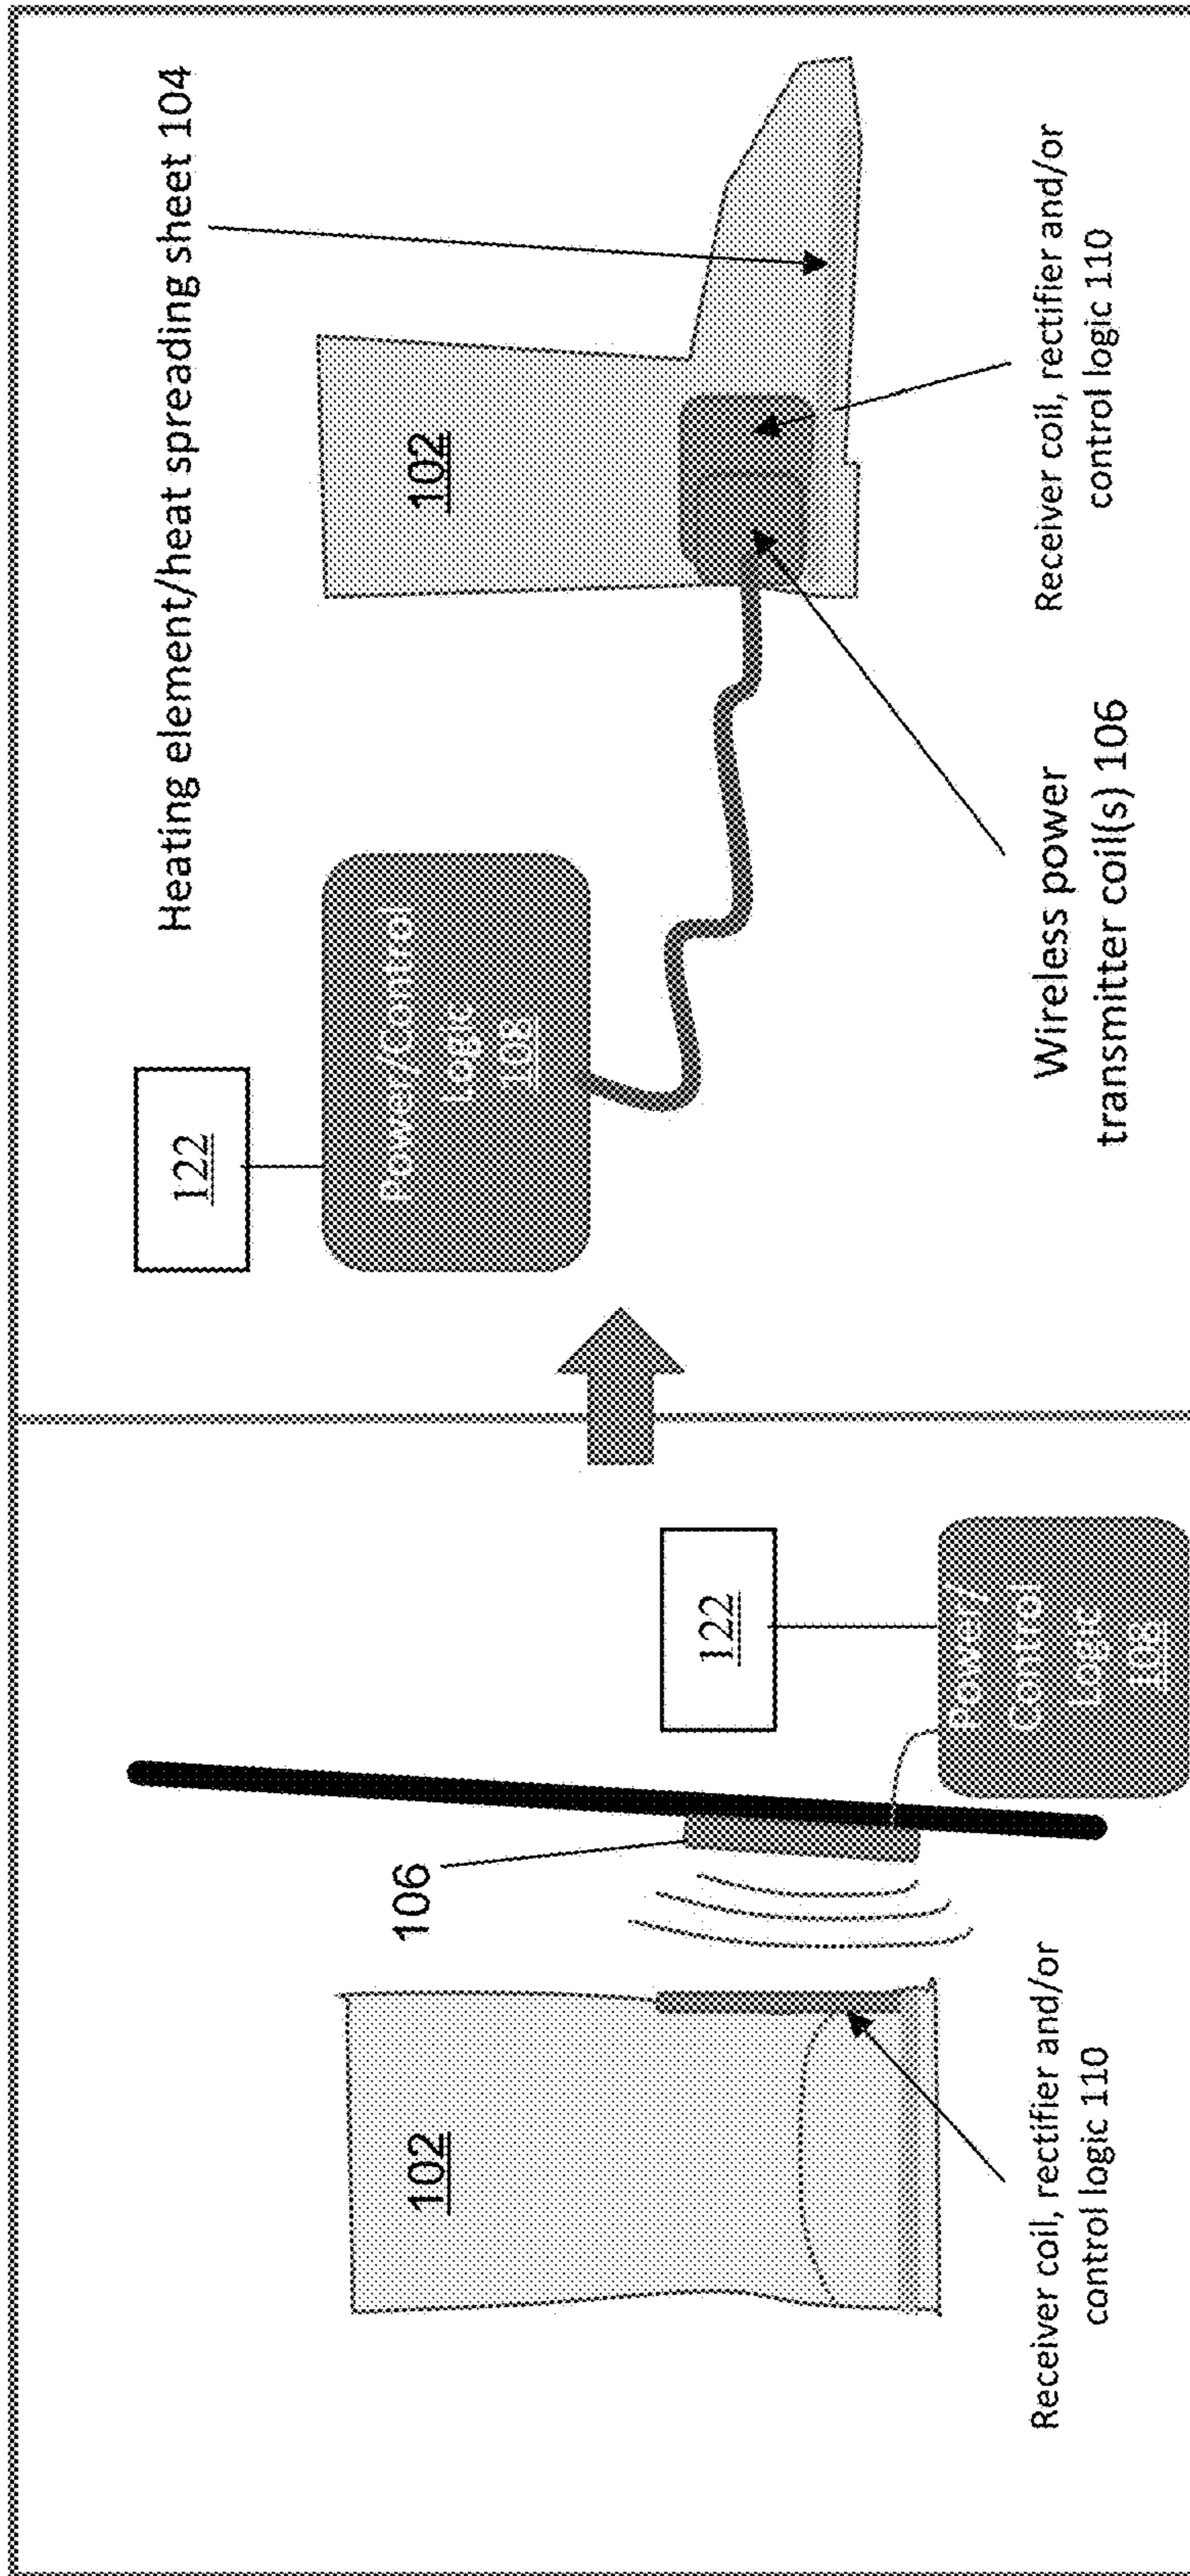 102
106
122
Power/
Control
Logic
Receiver coil, rectifier and/or
control logic 110
Heating element/heat spreading sheet 104
122
Power/Control
Logic
102
Wireless power
transmitter coil(s) 106
Receiver coil, rectifier and/or
control logic 110